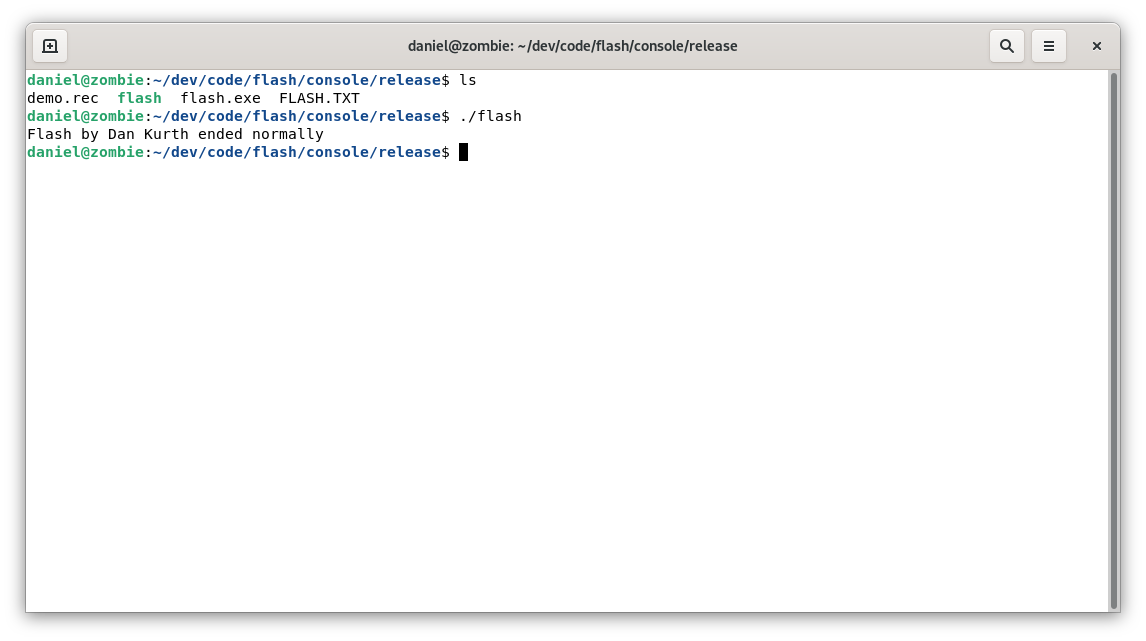 daniel@zombie: ~/dev/code/flash/console/release
daniel@zombie:~/dev/code/flash/console/release$ ls
demo.rec  flash  flash.exe  FLASH.TXT
daniel@zombie:~/dev/code/flash/console/release$ ./flash
Flash by Dan Kurth ended normally
daniel@zombie:~/dev/code/flash/console/release$